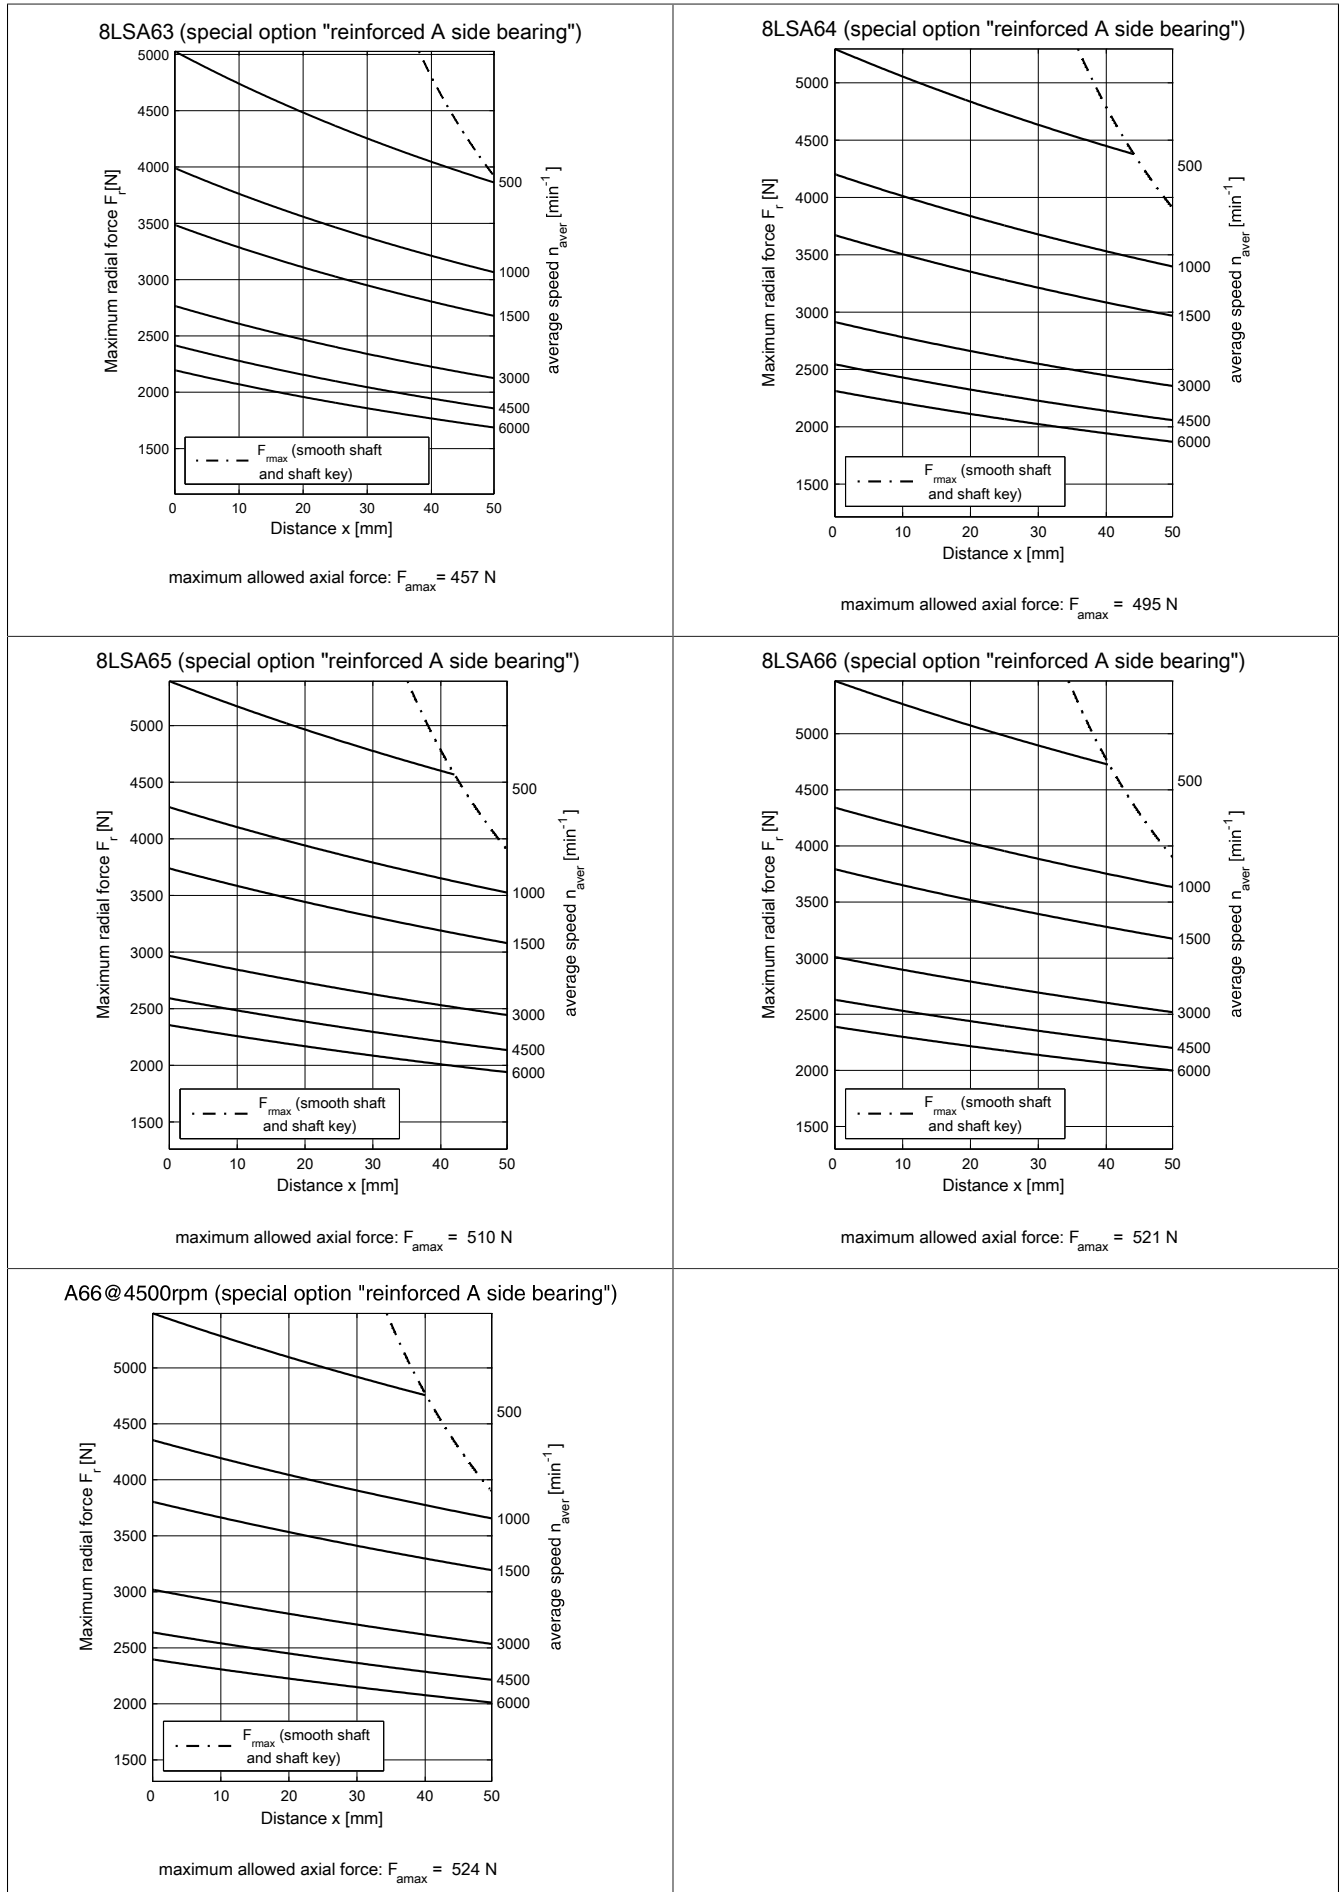 8LSA63 (special option "reinforced A side bearing")
5000
4500
4000
3500
3000
2500
2000
1500
Maximum radial force Fr[N]
500
1000
1500
3000
4500
6000
average speed naver [min-1]
Frmax (smooth shaft
and shaft key)
0 10 20 30 40 50
Distance x [mm]
maximum allowed axial force: Famax= 457 N
8LSA64 (special option "reinforced A side bearing")
5000
4500
4000
3500
3000
2500
2000
1500
Maximum radial force Fr [N]
500
1000
1500
3000
4500
6000
average speed naver [min-1]
Frmax (smooth shaft
and shaft key)
0 10 20 30 40 50
Distance x [mm]
maximum allowed axial force: Famax = 495 N
8LSA65 (special option "reinforced A side bearing")
5000
4500
4000
3500
3000
2500
2000
1500
Maximum radial force Fr [N]
500
1000
1500
3000
4500
6000
average speed naver [min-1]
Frmax (smooth shaft
and shaft key)
0 10 20 30 40 50
Distance x [mm]
maximum allowed axial force: Famax = 510 N
8LSA66 (special option "reinforced A side bearing")
5000
4500
4000
3500
3000
2500
2000
1500
Maximum radial force Fr [N]
500
1000
1500
3000
4500
6000
average speed naver [min-1]
Frmax (smooth shaft
and shaft key)
0 10 20 30 40 50
Distance x [mm]
maximum allowed axial force: Famax = 521 N
A66@4500rpm (special option "reinforced A side bearing")
5000
4500
4000
3500
3000
2500
2000
1500
Maximum radial force Fr [N]
500
1000
1500
3000
4500
6000
average speed naver [min-1]
Frmax (smooth shaft
and shaft key)
0 10 20 30 40 50
Distance x [mm]
maximum allowed axial force: Famax = 524 N